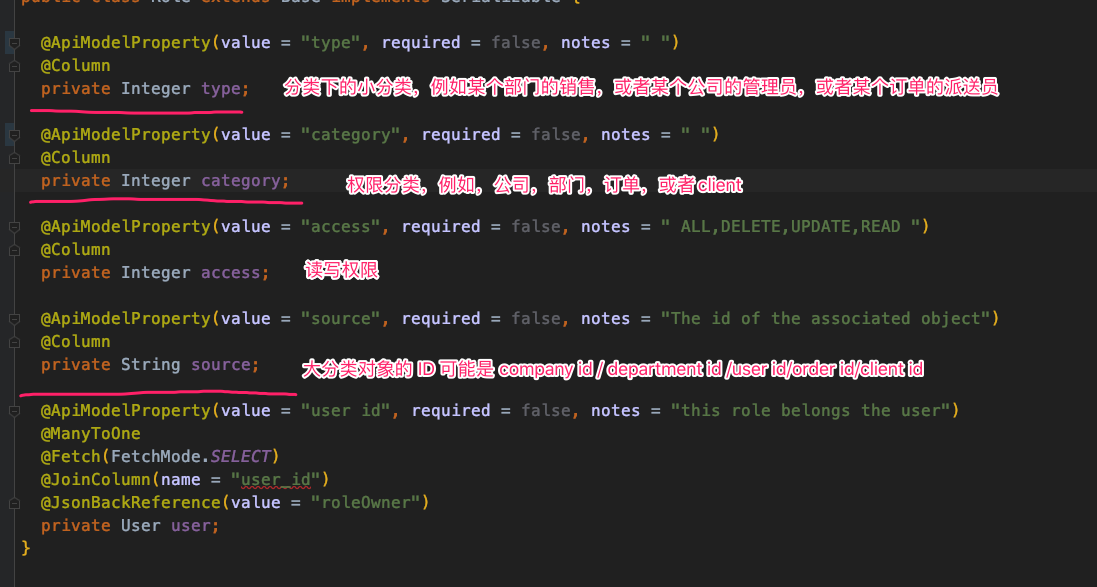 public class Role extends Base implements Serializable {
@ApiModelProperty(value = "type", required = false, notes = " ")
@Column
private Integer type; 分类下的小分类，例如某个部门的销售，或者某个公司的管理员，或者某个订单的派送员
@ApiModelProperty(value = "category", required = false, notes = " ")
@Column
private Integer category; 权限分类，例如，公司，部门，订单，或者 client
@ApiModelProperty(value = "access", required = false, notes = " ALL,DELETE,UPDATE,READ ")
@Column
private Integer access; 读写权限
@ApiModelProperty(value = "source", required = false, notes = "The id of the associated object")
@Column
private String source; 大分类对象的 ID 可能是 company id / department id /user id/order id/client id
@ApiModelProperty(value = "user id", required = false, notes = "this role belongs the user")
@ManyToOne
@Fetch(FetchMode.SELECT)
@JoinColumn(name = "user_id")
@JsonBackReference(value = "roleOwner")
private User user;
}